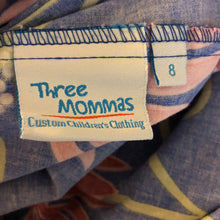 Three
MOMMAS
Custom Children's Clothing
8